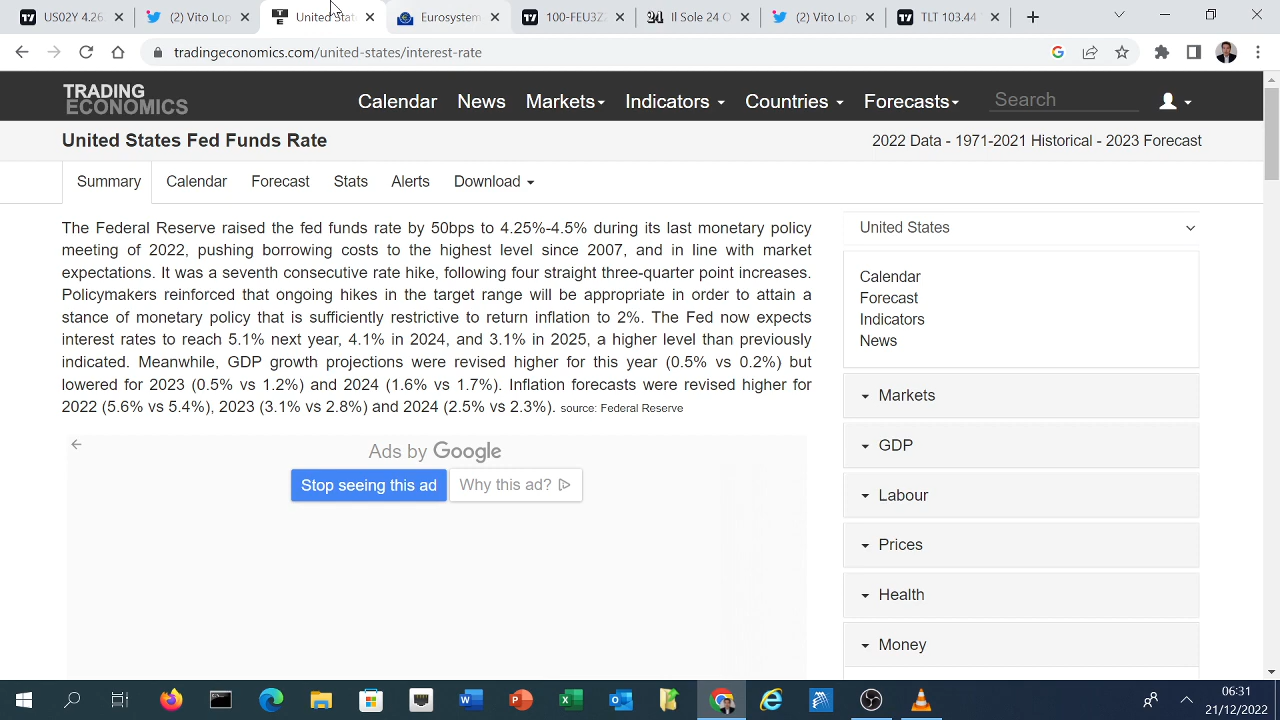 US02Y 4.26
(2) Vito Lop
United State
Eurosystem
100-FEU3Z
Il Sole 24 O
(2) Vito Lop
TLT 103.44
tradingeconomics.com/united-states/interest-rate
TRADING
ECONOMICS
Calendar News Markets Indicators Countries Forecasts Search
United States Fed Funds Rate
2022 Data - 1971-2021 Historical - 2023 Forecast
Summary Calendar Forecast Stats Alerts Download
The Federal Reserve raised the fed funds rate by 50bps to 4.25%-4.5% during its last monetary policy
meeting of 2022, pushing borrowing costs to the highest level since 2007, and in line with market
expectations. It was a seventh consecutive rate hike, following four straight three-quarter point increases.
Policymakers reinforced that ongoing hikes in the target range will be appropriate in order to attain a
stance of monetary policy that is sufficiently restrictive to return inflation to 2%. The Fed now expects
interest rates to reach 5.1% next year, 4.1% in 2024, and 3.1% in 2025, a higher level than previously
indicated. Meanwhile, GDP growth projections were revised higher for this year (0.5% vs 0.2%) but
lowered for 2023 (0.5% vs 1.2%) and 2024 (1.6% vs 1.7%). Inflation forecasts were revised higher for
2022 (5.6% vs 5.4%), 2023 (3.1% vs 2.8%) and 2024 (2.5% vs 2.3%). source: Federal Reserve
Ads by Google
Stop seeing this ad
Why this ad?
United States
Calendar
Forecast
Indicators
News
Markets
GDP
Labour
Prices
Health
Money
06:31
21/12/2022